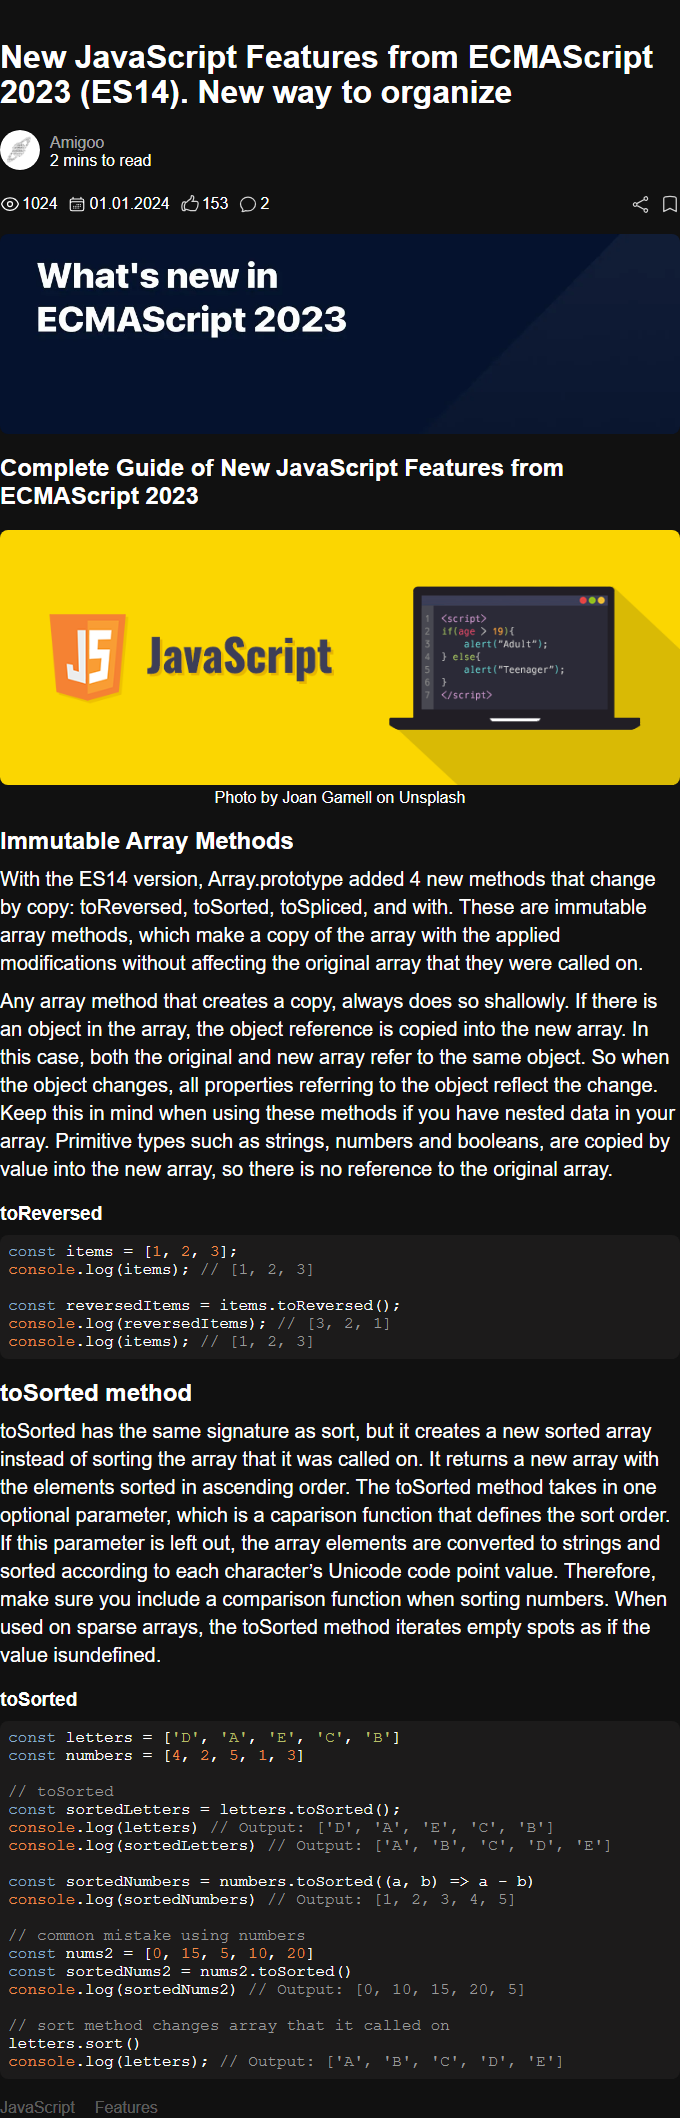 New JavaScript Features from ECMAScript
2023 (ES14). New way to organize
Amigoo
2 mins to read
1024 01.01.2024 153 2
What's new in
ECMAScript 2023
Complete Guide of New JavaScript Features from
ECMAScript 2023
JS JavaScript
1 <script>
2 if(age > 19){
3 alert("Adult");
4 } else{
5 alert("Teenager");
6 }
7 </script>
Photo by Joan Gamell on Unsplash
Immutable Array Methods
With the ES14 version, Array.prototype added 4 new methods that change
by copy: toReversed, toSorted, toSpliced, and with. These are immutable
array methods, which make a copy of the array with the applied
modifications without affecting the original array that they were called on.
Any array method that creates a copy, always does so shallowly. If there is
an object in the array, the object reference is copied into the new array. In
this case, both the original and new array refer to the same object. So when
the object changes, all properties referring to the object reflect the change.
Keep this in mind when using these methods if you have nested data in your
array. Primitive types such as strings, numbers and booleans, are copied by
value into the new array, so there is no reference to the original array.
toReversed
const items = [1, 2, 3];
console.log(items); // [1, 2, 3]
const reversedItems = items.toReversed();
console.log(reversedItems); // [3, 2, 1]
console.log(items); // [1, 2, 3]
toSorted method
toSorted has the same signature as sort, but it creates a new sorted array
instead of sorting the array that it was called on. It returns a new array with
the elements sorted in ascending order. The toSorted method takes in one
optional parameter, which is a caparison function that defines the sort order.
If this parameter is left out, the array elements are converted to strings and
sorted according to each character’s Unicode code point value. Therefore,
make sure you include a comparison function when sorting numbers. When
used on sparse arrays, the toSorted method iterates empty spots as if the
value isundefined.
toSorted
const letters = ['D', 'A', 'E', 'C', 'B']
const numbers = [4, 2, 5, 1, 3]
// toSorted
const sortedLetters = letters.toSorted();
console.log(letters) // Output: ['D', 'A', 'E', 'C', 'B']
console.log(sortedLetters) // Output: ['A', 'B', 'C', 'D', 'E']
const sortedNumbers = numbers.toSorted((a, b) => a - b)
console.log(sortedNumbers) // Output: [1, 2, 3, 4, 5]
// common mistake using numbers
const nums2 = [0, 15, 5, 10, 20]
const sortedNums2 = nums2.toSorted()
console.log(sortedNums2) // Output: [0, 10, 15, 20, 5]
// sort method changes array that it called on
letters.sort()
console.log(letters); // Output: ['A', 'B', 'C', 'D', 'E']
JavaScript Features